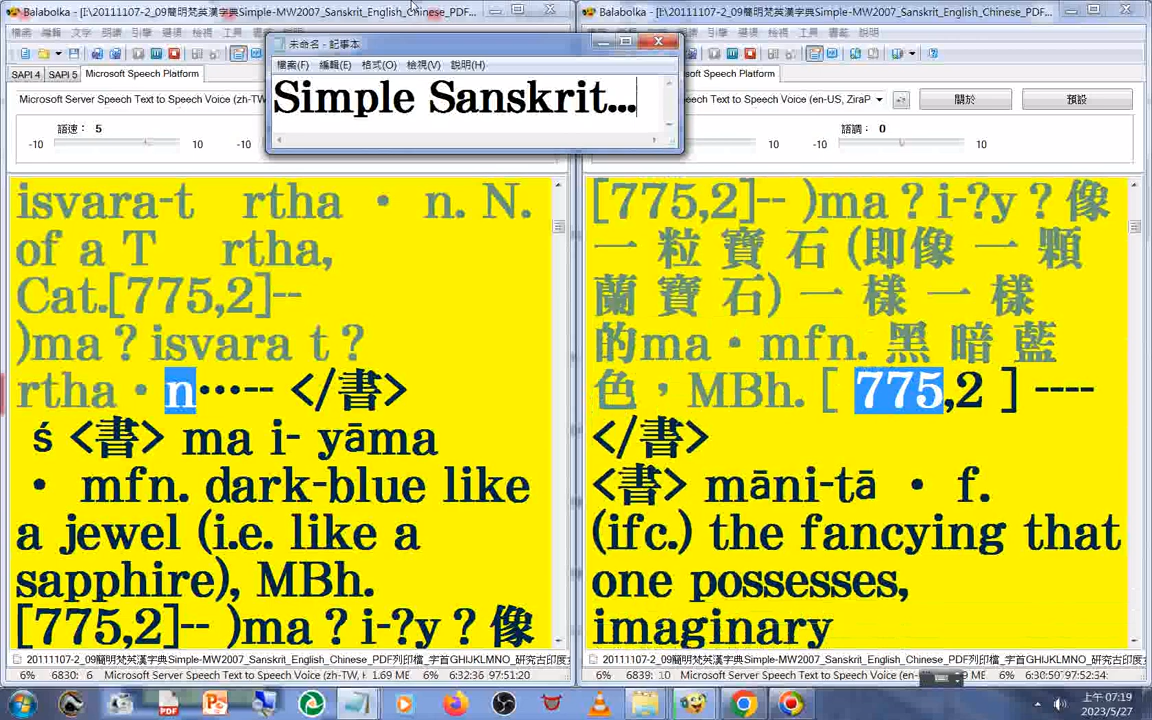 Balabolka - [I:\20111107-2_09簡明梵英漢字典Simple-MW2007_Sanskrit_English_Chinese_PDF...
Balabolka - [I:\20111107-2_09簡明梵英漢字典Simple-MW2007_Sanskrit_English_Chinese_PDF...
未命名 - 記事本
檔案(F) 編輯(E) 格式(O) 檢視(V) 說明(H)
Simple Sanskrit...
SAPI 4 SAPI 5 Microsoft Speech Platform
Speech Platform
Microsoft Server Speech Text to Speech Voice (zh-TW
eech Text to Speech Voice (en-US, ZiraP
關於 預設
語速： 5
語調： 0
-10 10 -10
-10 10
isvara-t rtha • n. N.
of a T rtha,
Cat.[775,2]--
)ma？isvara t？
rtha•n…-- </書>
ś <書> ma i- yāma
• mfn. dark-blue like
a jewel (i.e. like a
sapphire), MBh.
[775,2]-- )ma？i-?y？像
[775,2]-- )ma？i-?y？像
一 粒 寶 石 (即像 一 顆
蘭 寶 石) 一 樣 一 樣
的ma•mfn. 黑 暗 藍
色，MBh. [ 775,2 ] ----
</書>
<書> māni-tā • f.
(ifc.) the fancying that
one possesses,
imaginary
20111107-2_09簡明梵英漢字典Simple-MW2007_Sanskrit_English_Chinese_PDF列印檔_字首GHIJKLMNO_研究古印度
20111107-2_09簡明梵英漢字典Simple-MW2007_Sanskrit_English_Chinese_PDF列印檔_字首GHIJKLMNO_研究古印度
6% 6830: 6 Microsoft Server Speech Text to Speech Voice (zh-TW, 1.69 ME 6% 6:32:36 97:51:20
6% 6839: 10 Microsoft Server Speech Text to Speech Voice 6% 6:30:50 97:52:34
上午 07:19
2023/5/27